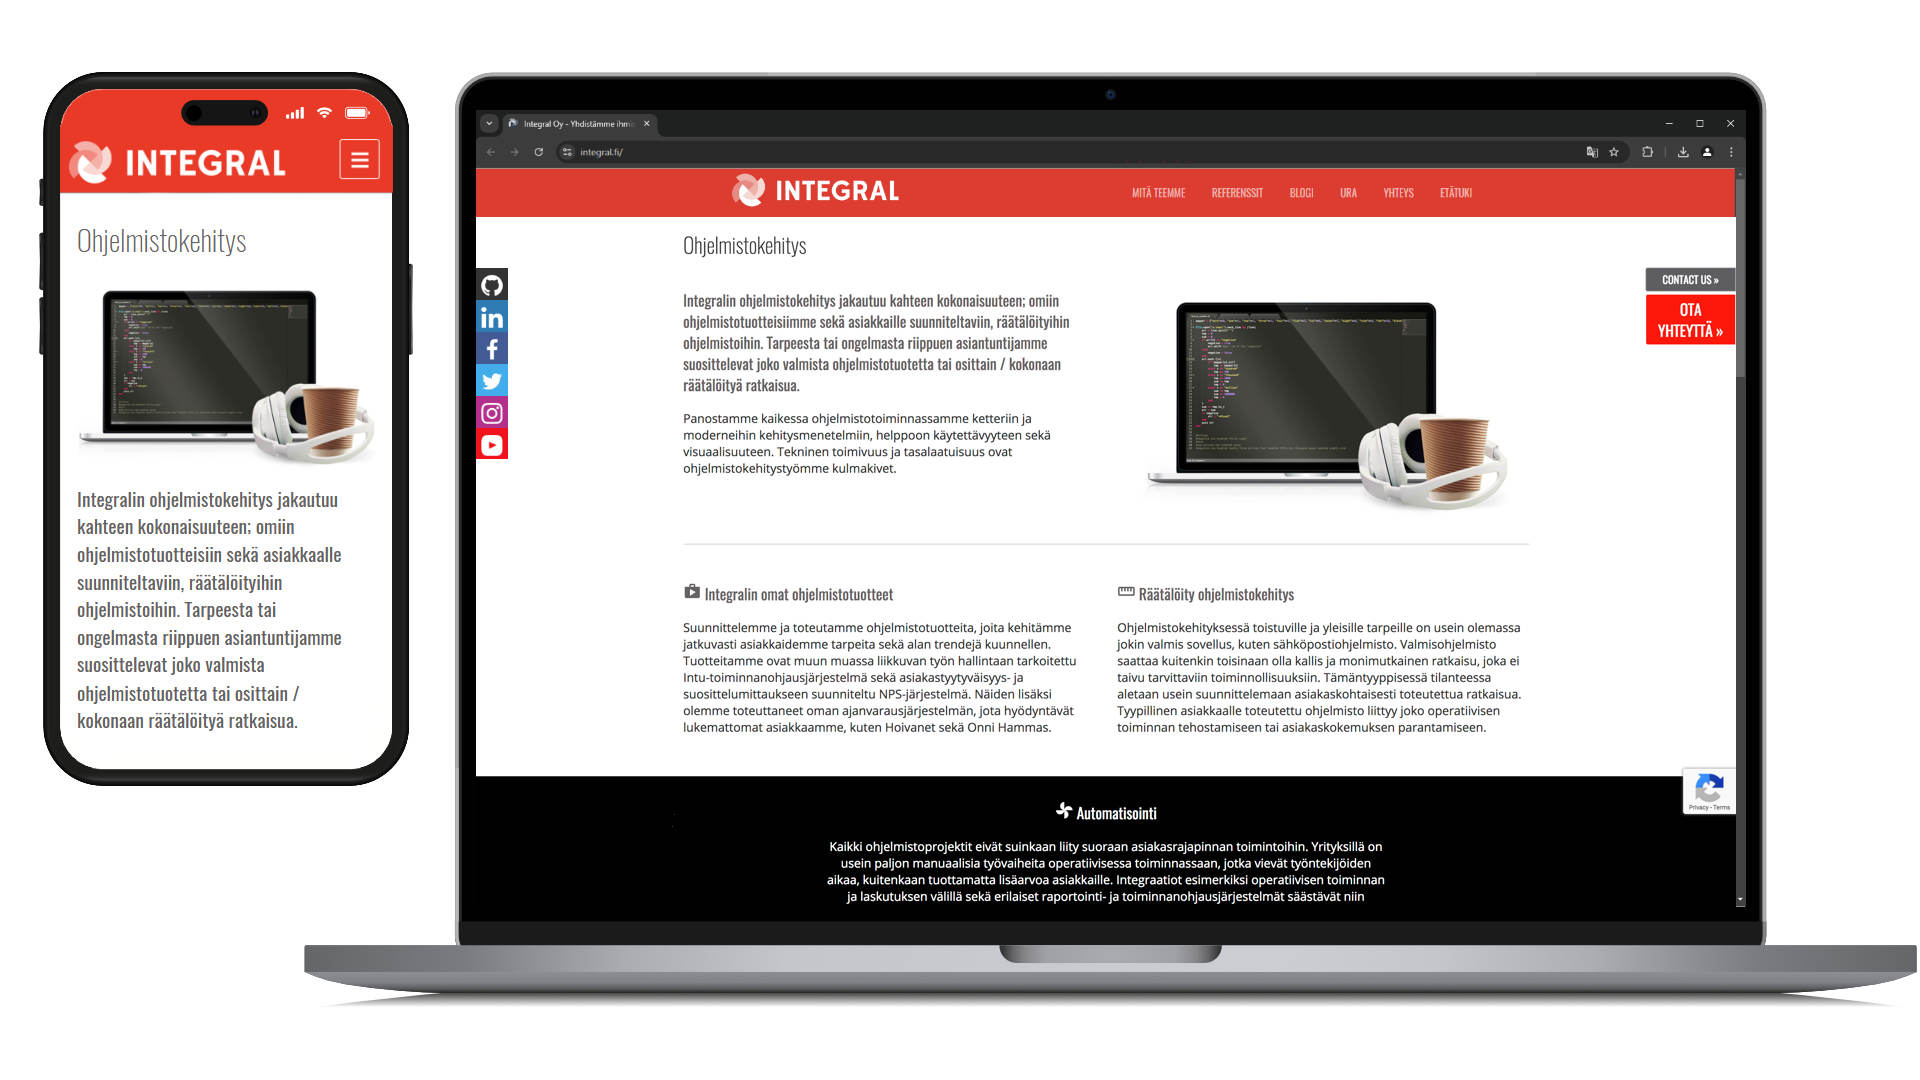 INTEGRAL
Ohjelmistokehitys
Integralin ohjelmistokehitys jakautuu
kahteen kokonaisuuteen; omiin
ohjelmistotuotteisiin sekä asiakkaalle
suunniteltaviin, räätälöityihin
ohjelmistoihin. Tarpeesta tai
ongelmasta riippuen asiantuntijamme
suosittelevat joko valmista
ohjelmistotuotetta tai osittain /
kokonaan räätälöityä ratkaisua.
Integral Oy - Yhdistämme ihmi
integral.fi/
INTEGRAL
MITÄ TEEMME REFERENSSIT BLOGI URA YHTEYS ETÄTUKI
Ohjelmistokehitys
Integralin ohjelmistokehitys jakautuu kahteen kokonaisuuteen; omiin
ohjelmistotuotteisiimme sekä asiakkaille suunniteltaviin, räätälöityihin
ohjelmistoihin. Tarpeesta tai ongelmasta riippuen asiantuntijamme
suosittelevat joko valmista ohjelmistotuotetta tai osittain / kokonaan
räätälöityä ratkaisua.
Panostamme kaikessa ohjelmistotoiminnassamme ketteriin ja
moderneihin kehitysmenetelmiin, helppoon käytettävyyteen sekä
visuaalisuuteen. Tekninen toimivuus ja tasalaatuisuus ovat
ohjelmistokehitystyömme kulmakivet.
CONTACT US »
OTA
YHTEYTTÄ »
Integralin omat ohjelmistotuotteet
Suunnittelemme ja toteutamme ohjelmistotuotteita, joita kehitämme
jatkuvasti asiakkaidemme tarpeita sekä alan trendejä kuunnellen.
Tuotteitamme ovat muun muassa liikkuvan työn hallintaan tarkoitettu
Intu-toiminnanohjausjärjestelmä sekä asiakastyytyväisyys- ja
suosittelumittaukseen suunniteltu NPS-järjestelmä. Näiden lisäksi
olemme toteuttaneet oman ajanvarausjärjestelmän, jota hyödyntävät
lukemattomat asiakkaamme, kuten Hoivanet sekä Onni Hammas.
Räätälöity ohjelmistokehitys
Ohjelmistokehityksessä toistuville ja yleisille tarpeille on usein olemassa
jokin valmis sovellus, kuten sähköpostiohjelmisto. Valmisohjelmisto
saattaa kuitenkin toisinaan olla kallis ja monimutkainen ratkaisu, joka ei
taivu tarvittaviin toiminnollisuuksiin. Tämäntyyppisessä tilanteessa
aletaan usein suunnittelemaan asiakaskohtaisesti toteutettua ratkaisua.
Tyypillinen asiakkaalle toteutettu ohjelmisto liittyy joko operatiivisen
toiminnan tehostamiseen tai asiakaskokemuksen parantamiseen.
Privacy - Terms
Automatisointi
Kaikki ohjelmistoprojektit eivät suinkaan liity suoraan asiakasrajapinnan toimintoihin. Yrityksillä on
usein paljon manuaalisia työvaiheita operatiivisessa toiminnassaan, jotka vievät työntekijöiden
aikaa, kuitenkaan tuottamatta lisäarvoa asiakkaille. Integraatiot esimerkiksi operatiivisen toiminnan
ja laskutuksen välillä sekä erilaiset raportointi- ja toiminnanohjausjärjestelmät säästävät niin